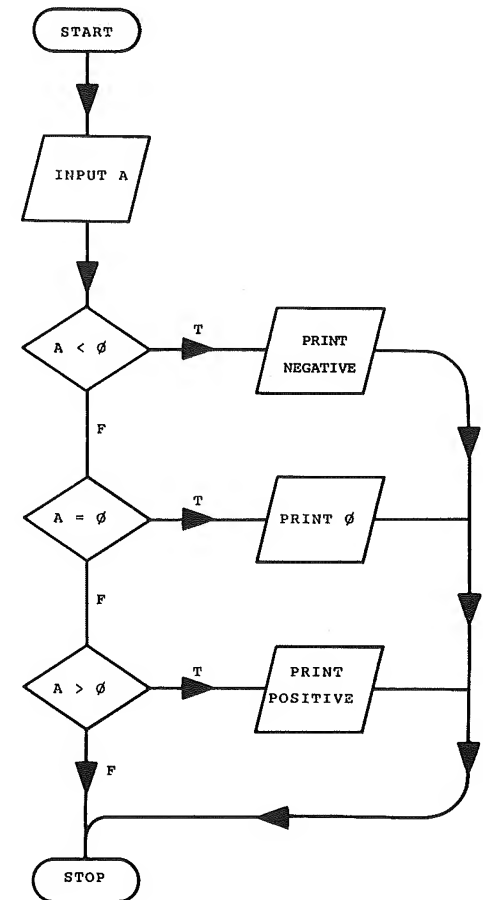 START
INPUT A
A < Ø
T
PRINT
NEGATIVE
F
A = Ø
T
PRINT Ø
F
A > Ø
T
PRINT
POSITIVE
F
STOP